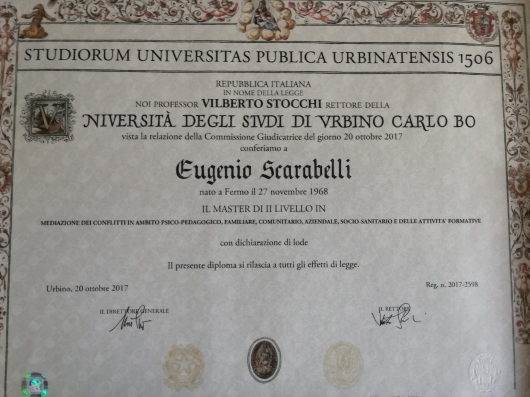 STUDIORUM UNIVERSITAS PUBLICA URBINATENSIS 1506
REPUBBLICA ITALIANA
IN NOME DELLA LEGGE
NOI PROFESSOR VILBERTO STOCCHI RETTORE DELLA
VNIVERSITÀ DEGLI STVDI DI VRBINO CARLO BO
vista la relazione della Commissione Giudicatrice del giorno 20 ottobre 2017
conferiamo a
Eugenio Scarabelli
nato a Fermo il 27 novembre 1968
IL MASTER DI II LIVELLO IN
MEDIAZIONE DEI CONFLITTI IN AMBITO PSICO-PEDAGOGICO, FAMILIARE, COMUNITARIO, AZIENDALE, SOCIO-SANITARIO E DELLE ATTIVITA' FORMATIVE
con dichiarazione di lode
Il presente diploma si rilascia a tutti gli effetti di legge.
Urbino, 20 ottobre 2017
Reg. n. 2017-2598
IL DIRETTORE GENERALE
IL RETTORE